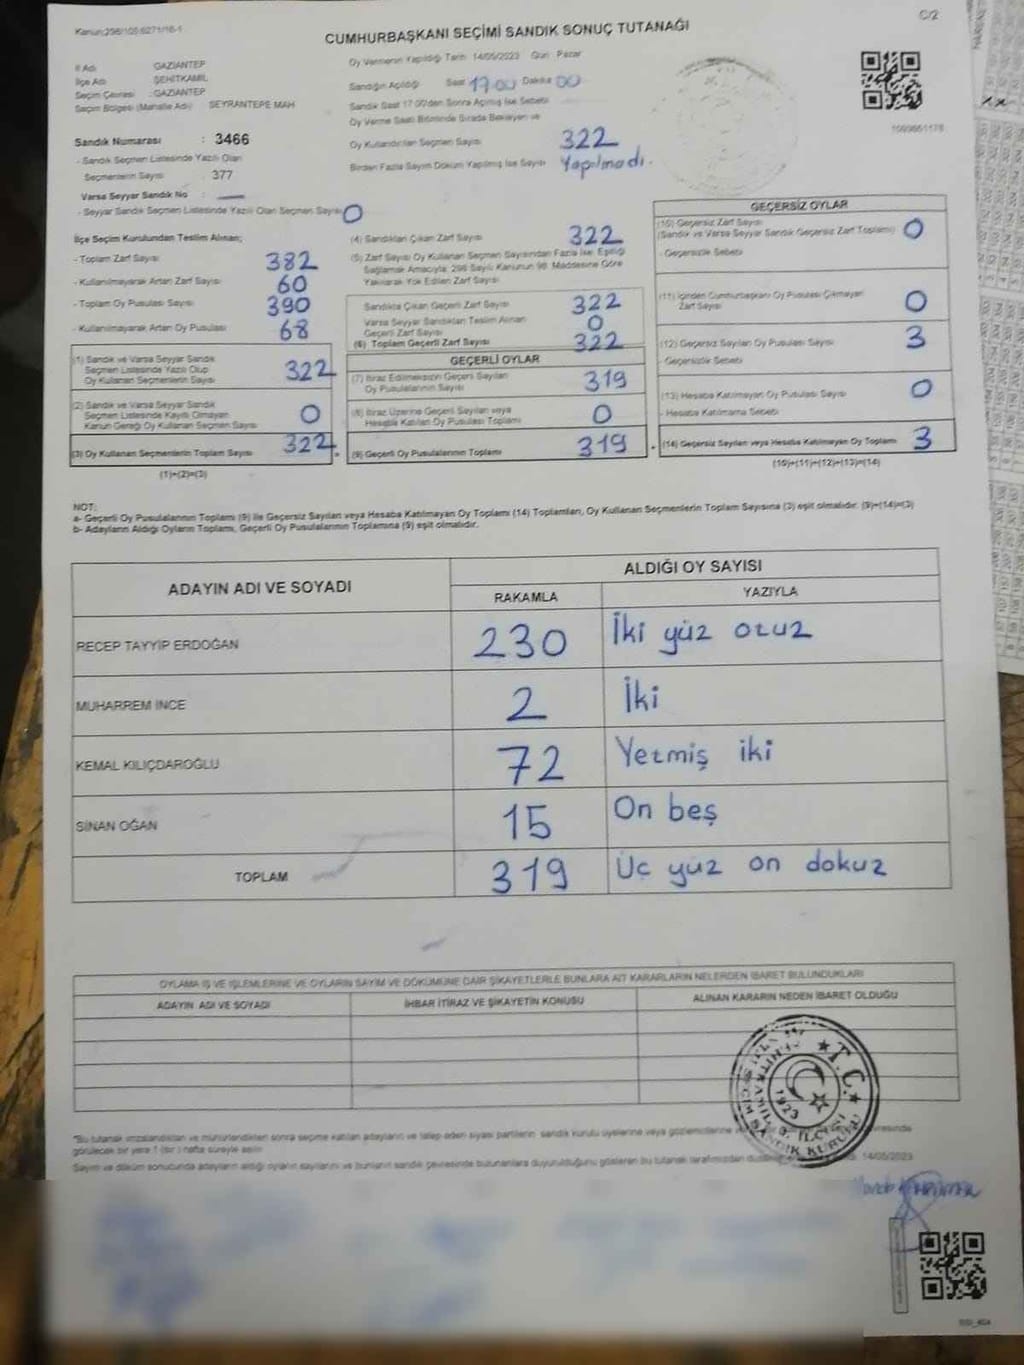 Kanun:298/105 6271/16-1
C/2
CUMHURBAŞKANI SEÇİMİ SANDIK SONUÇ TUTANAĞI
İl Adı GAZİANTEP
İlçe Adı ŞEHİTKAMİL
Seçim Çevresi : GAZİANTEP
Seçim Bölgesi (Mahalle Adı) SEYRANTEPE MAH
Sandık Numarası : 3466
- Sandık Seçmen Listesinde Yazılı Olan
Seçmenlerin Sayısı : 377
Varsa Seyyar Sandık No :
- Seyyar Sandık Seçmen Listesinde Yazılı Olan Seçmen Sayısı 0
Oy Vermenin Yapıldığı Tarih 14/05/2023 Gün Pazar
Sandığın Açıldığı Saat 17:00 Dakika 00
Sandık Saat 17:00'den Sonra Açılmış İse Sebebi
Oy Verme Saati Bitiminde Sırada Bekleyen ve
Oy Kullandırılan Seçmen Sayısı 322
Birden Fazla Sayım Döküm Yapılmış İse Sayısı Yapılmadı.
İlçe Seçim Kurulundan Teslim Alınan;
- Toplam Zarf Sayısı 382
- Kullanılmayarak Artan Zarf Sayısı 60
- Toplam Oy Pusulası Sayısı 390
- Kullanılmayarak Artan Oy Pusulası 68
(1) Sandık ve Varsa Seyyar Sandık
Seçmen Listesinde Yazılı Olup
Oy Kullanan Seçmenlerin Sayısı 322
(2) Sandık ve Varsa Seyyar Sandık
Seçmen Listesinde Kayıtlı Olmayan
Kanun Gereği Oy Kullanan Seçmen Sayısı 0
(3) Oy Kullanan Seçmenlerin Toplam Sayısı 322
(1)+(2)=(3)
(4) Sandıktan Çıkan Zarf Sayısı 322
(5) Zarf Sayısı Oy Kullanan Seçmen Sayısından Fazla İse, Eşitliği
Sağlamak Amacıyla; 298 Sayılı Kanunun 98. Maddesine Göre
Yakılarak Yok Edilen Zarf Sayısı
Sandıkta Çıkan Geçerli Zarf Sayısı 322
Varsa Seyyar Sandıktan Teslim Alınan
Geçerli Zarf Sayısı 0
(6) Toplam Geçerli Zarf Sayısı 322
GEÇERLİ OYLAR
(7) İtiraz Edilmeksizin Geçerli Sayılan
Oy Pusulalarının Sayısı 319
(8) İtiraz Üzerine Geçerli Sayılan veya
Hesaba Katılan Oy Pusulası Toplamı 0
(9) Geçerli Oy Pusulalarının Toplamı 319
GEÇERSİZ OYLAR
(10) Geçersiz Zarf Sayısı
(Sandık ve Varsa Seyyar Sandık Geçersiz Zarf Toplamı) 0
- Geçersizlik Sebebi
(11) İçinden Cumhurbaşkanı Oy Pusulası Çıkmayan
Zarf Sayısı 0
(12) Geçersiz Sayılan Oy Pusulası Sayısı 3
- Geçersizlik Sebebi
(13) Hesaba Katılmayan Oy Pusulası Sayısı 0
- Hesaba Katılmama Sebebi
(14) Geçersiz Sayılan veya Hesaba Katılmayan Oy Toplamı 3
(10)+(11)+(12)+(13)=(14)
NOT:
a- Geçerli Oy Pusulalarının Toplamı (9) ile Geçersiz Sayılan veya Hesaba Katılmayan Oy Toplamı (14) Toplamları, Oy Kullanan Seçmenlerin Toplam Sayısına (3) eşit olmalıdır. (9)+(14)=(3)
b- Adayların Aldığı Oyların Toplamı, Geçerli Oy Pusulalarının Toplamına (9) eşit olmalıdır.
ADAYIN ADI VE SOYADI
ALDIĞI OY SAYISI
RAKAMLA YAZIYLA
RECEP TAYYİP ERDOĞAN 230 İki yüz otuz
MUHARREM İNCE 2 İki
KEMAL KILIÇDAROĞLU 72 Yetmiş iki
SİNAN OĞAN 15 On beş
TOPLAM 319 Üç yüz on dokuz
OYLAMA İŞ VE İŞLEMLERİNE VE OYLARIN SAYIM VE DÖKÜMÜNE DAİR ŞİKAYETLERLE BUNLARA AİT KARARLARIN NELERDEN İBARET BULUNDUKLARI
ADAYIN ADI VE SOYADI İHBAR İTİRAZ VE ŞİKAYETİN KONUSU ALINAN KARARIN NEDEN İBARET OLDUĞU
T.C.
1923
"Bu tutanak imzalandıktan ve mühürlendikten sonra seçime katılan adayların ve talep eden siyasi partilerin sandık kurulu üyelerine veya gözlemcilerine
görülecek bir yere 1 (bir) hafta süreyle asılır
Sayım ve döküm sonucunda adayların aldığı oyların sayılarını ve bunların sandık çevresinde bulunanlara duyurulduğunu gösteren bu tutanak tarafımızdan 14/05/2023